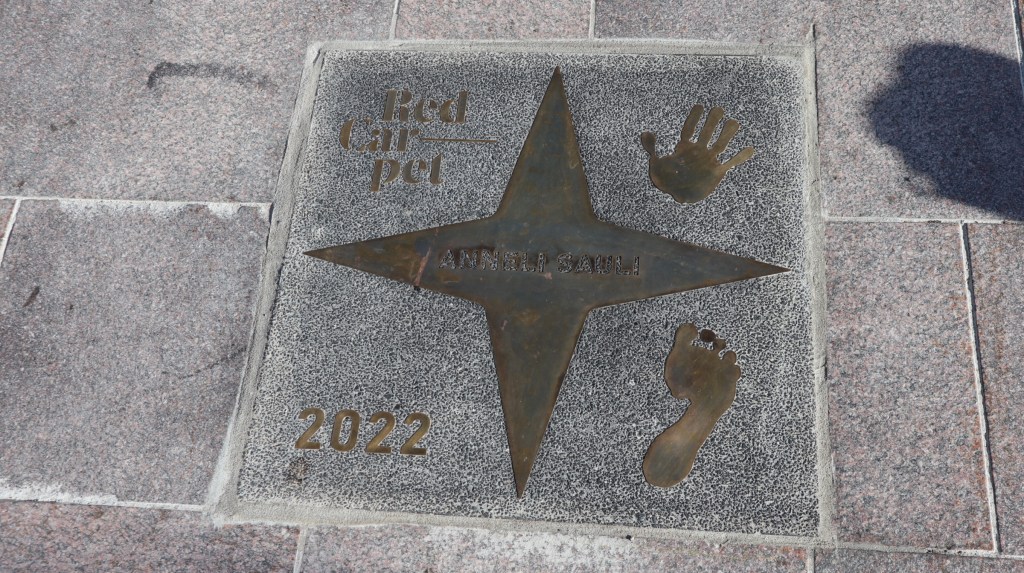 Red
Car
pet
ANNELI SAULI
2022